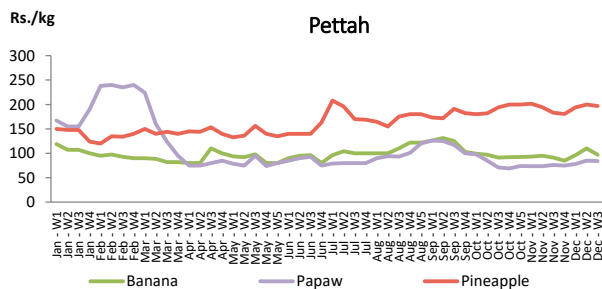 Rs./kg
Pettah
300
250
200
150
100
50
0
Jan - W1
Jan - W2
Jan - W3
Jan - W4
Feb - W1
Feb - W2
Feb - W3
Feb - W4
Mar - W1
Mar - W2
Mar - W3
Mar - W4
Apr - W1
Apr - W2
Apr - W3
Apr - W4
May - W1
May - W2
May - W3
May - W4
May - W5
Jun - W1
Jun - W2
Jun - W3
Jun - W4
Jul - W1
Jul - W2
Jul - W3
Jul - W4
Aug - W1
Aug - W2
Aug - W3
Aug - W4
Aug - W5
Sep - W1
Sep - W2
Sep - W3
Sep - W4
Oct - W1
Oct - W2
Oct - W3
Oct - W4
Oct - W5
Nov - W1
Nov - W2
Nov - W3
Nov - W4
Dec - W1
Dec - W2
Dec - W3
Banana Papaw Pineapple